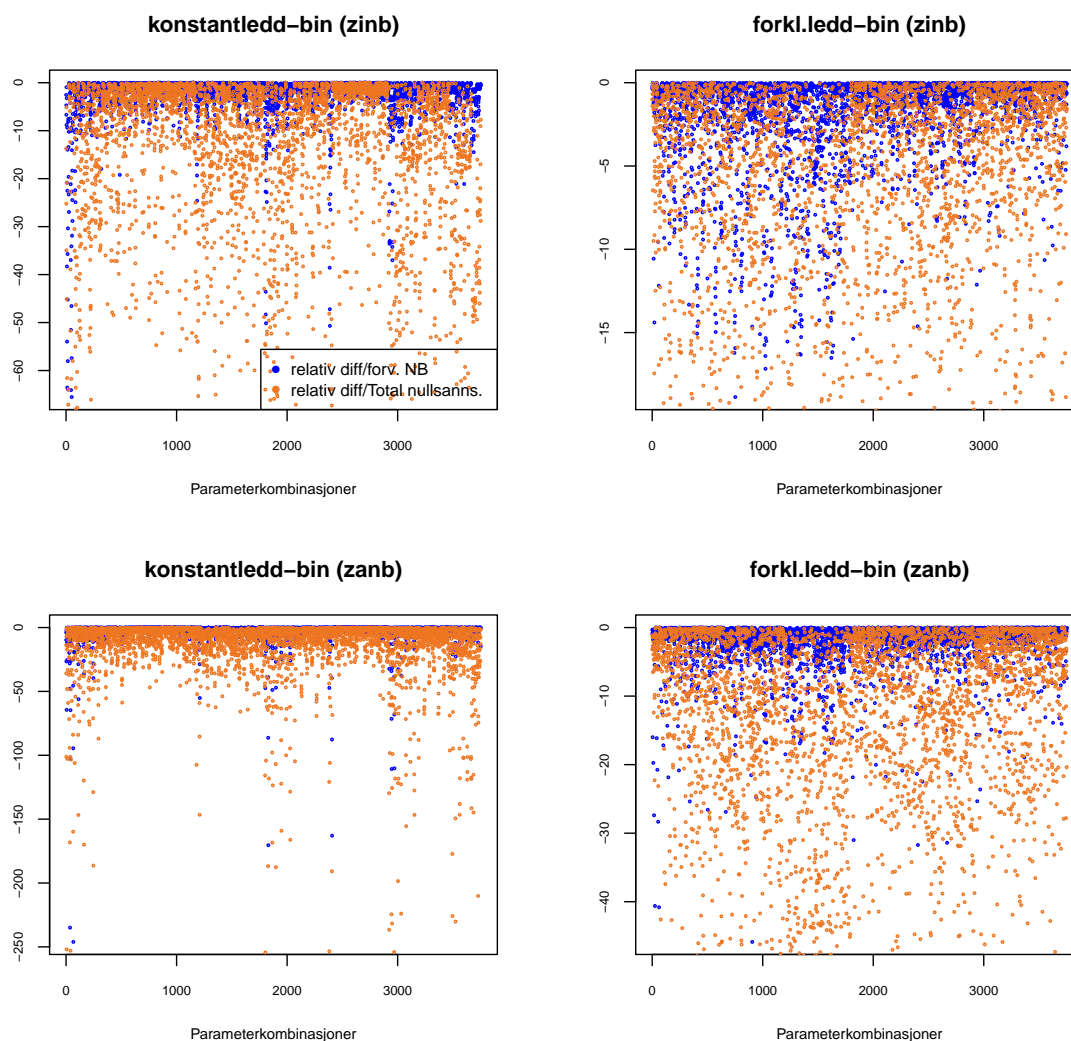 konstantledd−bin (zinb)
0
−10
−20
−30
−40
−50
−60
relativ diff/forv. NB
relativ diff/Total nullsanns.
0 1000 2000 3000
Parameterkombinasjoner
forkl.ledd−bin (zinb)
0
−5
−10
−15
0 1000 2000 3000
Parameterkombinasjoner
konstantledd−bin (zanb)
0
−50
−100
−150
−200
−250
0 1000 2000 3000
Parameterkombinasjoner
forkl.ledd−bin (zanb)
0
−10
−20
−30
−40
0 1000 2000 3000
Parameterkombinasjoner